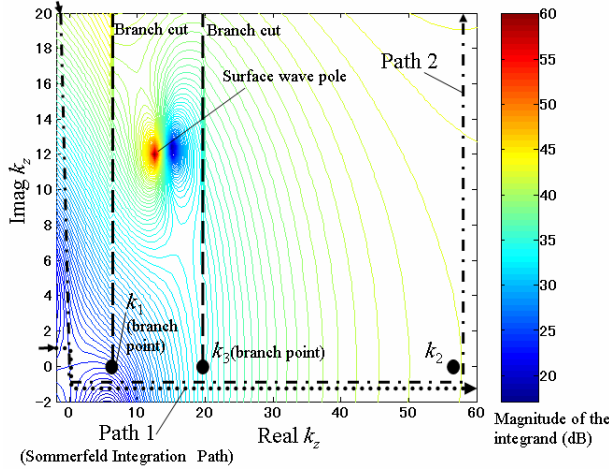 20
18
16
14
12
10
8
6
4
2
0
-2
Imag kz
Branch cut
Branch cut
Path 2
Surface wave pole
k1
(branch
point)
k3(branch point)
k2
0
10
20
30
40
50
60
Path 1
Real kz
(Sommerfeld Integration Path)
60
55
50
45
40
35
30
25
20
Magnitude of the
integrand (dB)